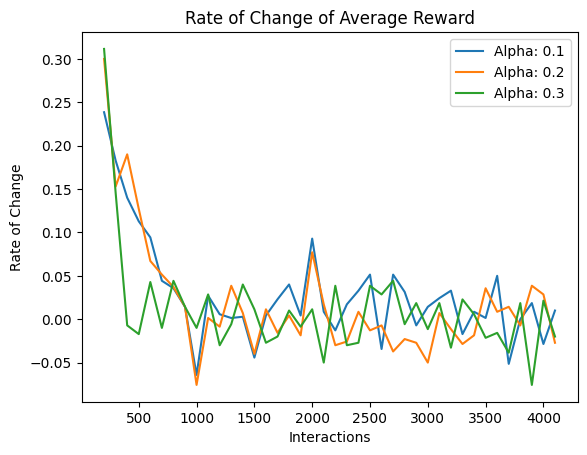 Rate of Change of Average Reward
Alpha: 0.1
Alpha: 0.2
Alpha: 0.3
Rate of Change
0.30
0.25
0.20
0.15
0.10
0.05
0.00
−0.05
500 1000 1500 2000 2500 3000 3500 4000
Interactions